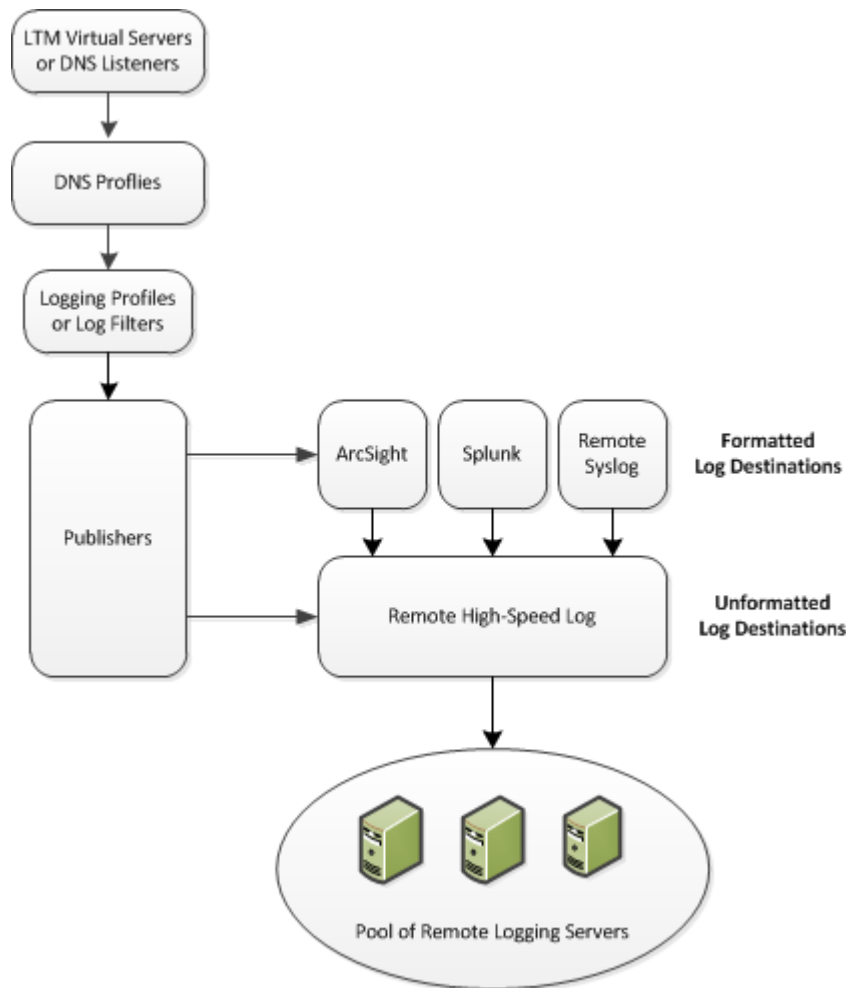 LTM Virtual Servers
or DNS Listeners
DNS Proflies
Logging Profiles
or Log Filters
Publishers
ArcSight
Splunk
Remote
Syslog
Formatted
Log Destinations
Remote High-Speed Log
Unformatted
Log Destinations
Pool of Remote Logging Servers